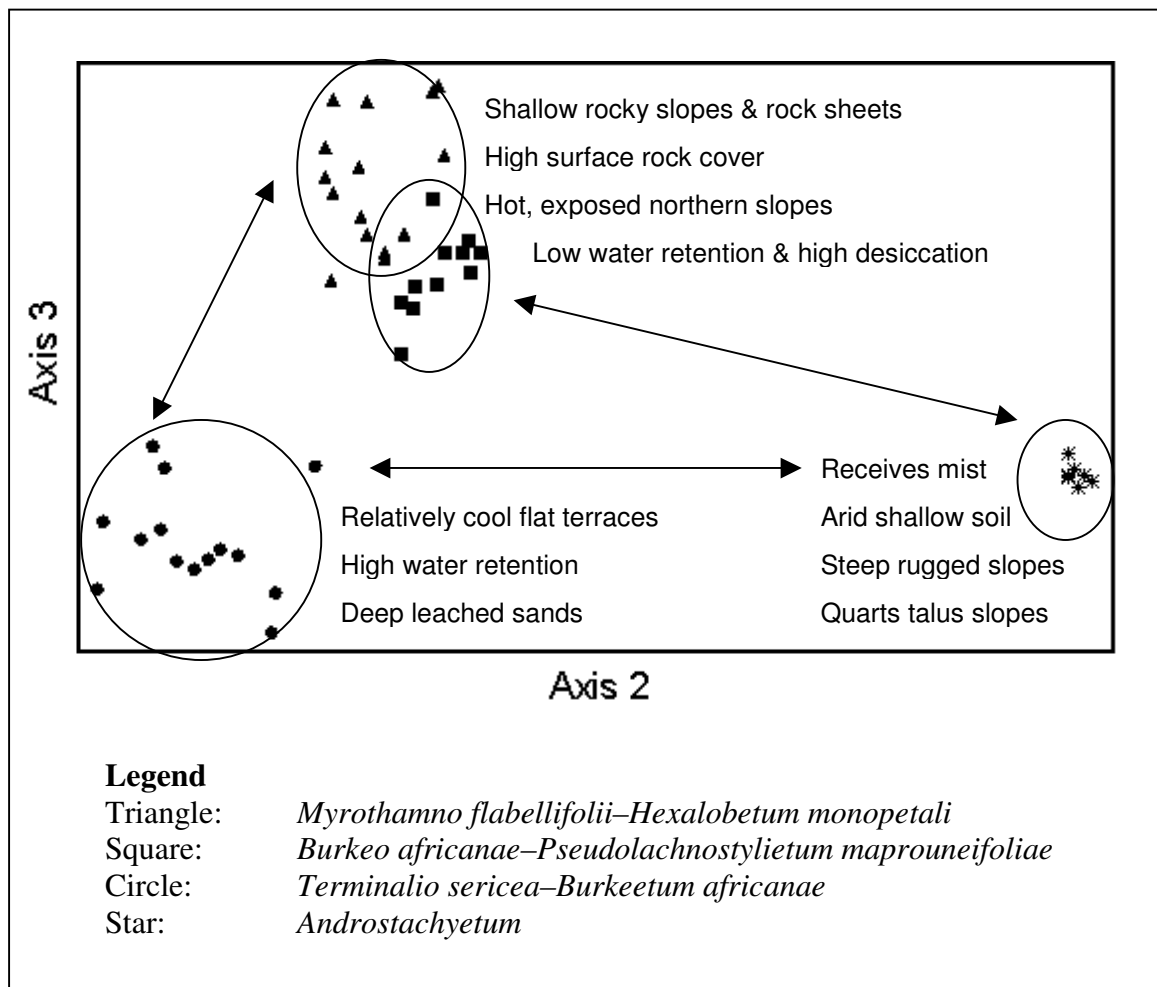 Shallow rocky slopes & rock sheets
High surface rock cover
Hot, exposed northern slopes
Low water retention & high desiccation
Axis 3
Receives mist
Relatively cool flat terraces
Arid shallow soil
High water retention
Steep rugged slopes
Deep leached sands
Quarts talus slopes
Axis 2
Legend
Triangle: Myrothamno flabellifolii–Hexalobetum monopetali
Square: Burkeo africanae–Pseudolachnostylietum maprouneifoliae
Circle: Terminalio sericea–Burkeetum africanae
Star: Androstachyetum